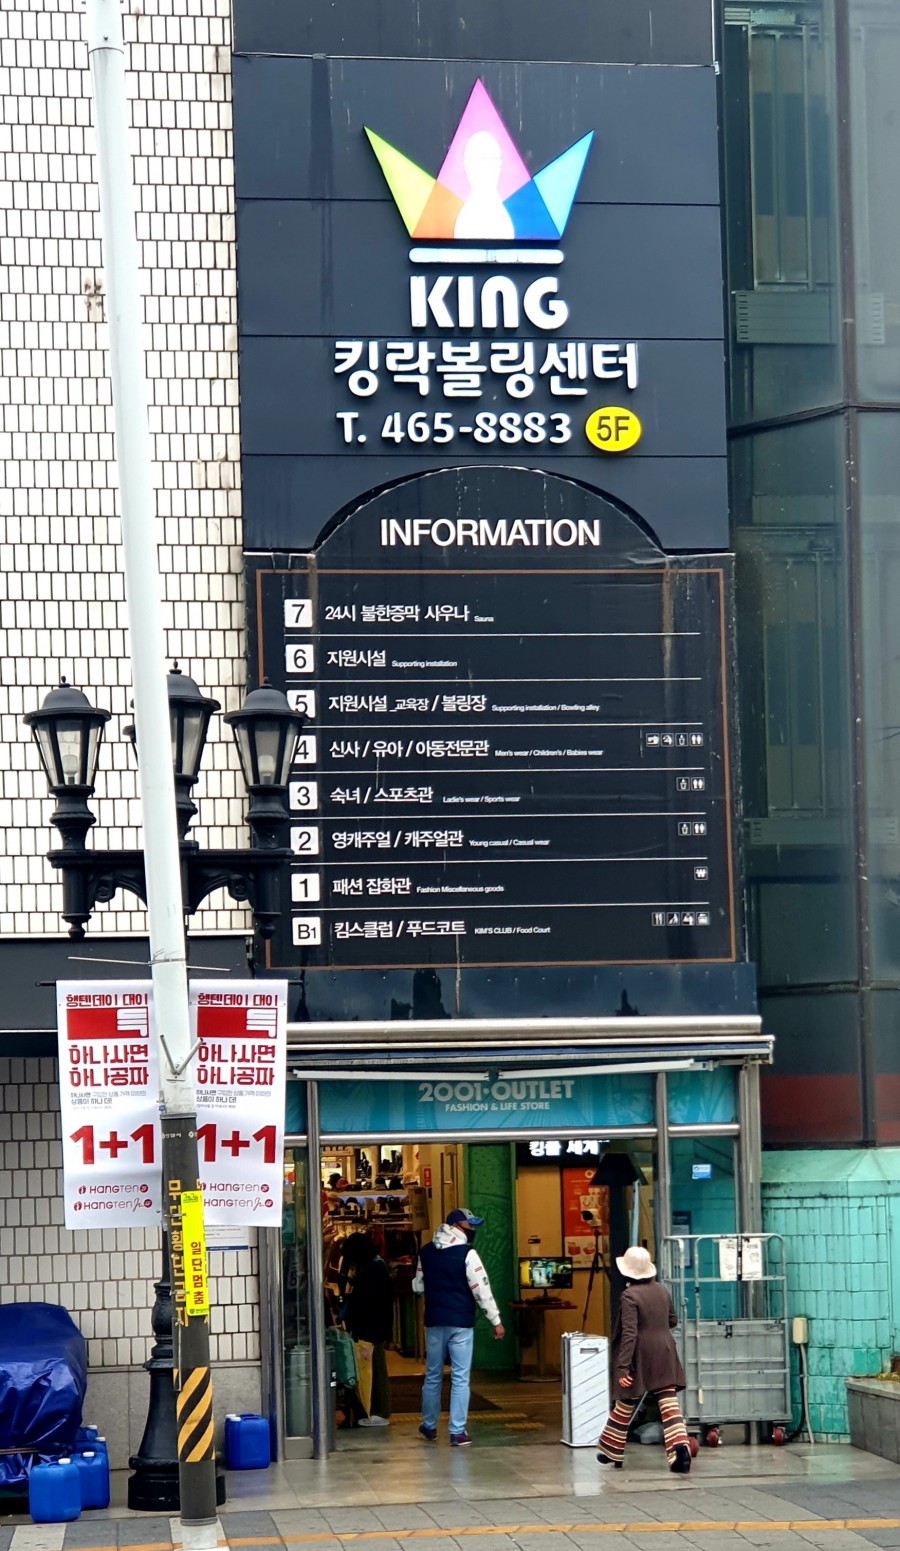 KING
킹락볼링센터
T. 465-8883 5F
INFORMATION
7 24시 불한증막 사우나 Sauna
6 지원시설 Supporting installation
5 지원시설_교육장 / 볼링장 Supporting installation / Bowling alley
4 신사 / 유아 / 아동전문관 Men's wear / Children's / Babies wear
3 숙녀 / 스포츠관 Ladie's wear / Sports wear
2 영캐주얼 / 캐주얼관 Young casual / Casual wear
1 패션 잡화관 Fashion Miscellaneous goods
B1 킴스클럽 / 푸드코트 KIM'S CLUB / Food Court
2001·OUTLET
FASHION & LIFE STORE
행텐데이 대이
특
하나사면
하나공짜
1+1
HANGTEN
HANGTEN Jr.
행텐데이 대이
특
하나사면
하나공짜
1+1
HANGTEN
HANGTEN Jr.
일단멈춤